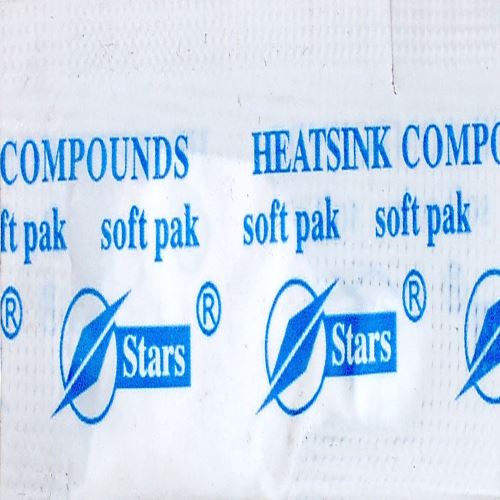 COMPOUNDS HEATSINK COMPO
ft pak soft pak soft pak soft pak
® Stars ® Stars ®